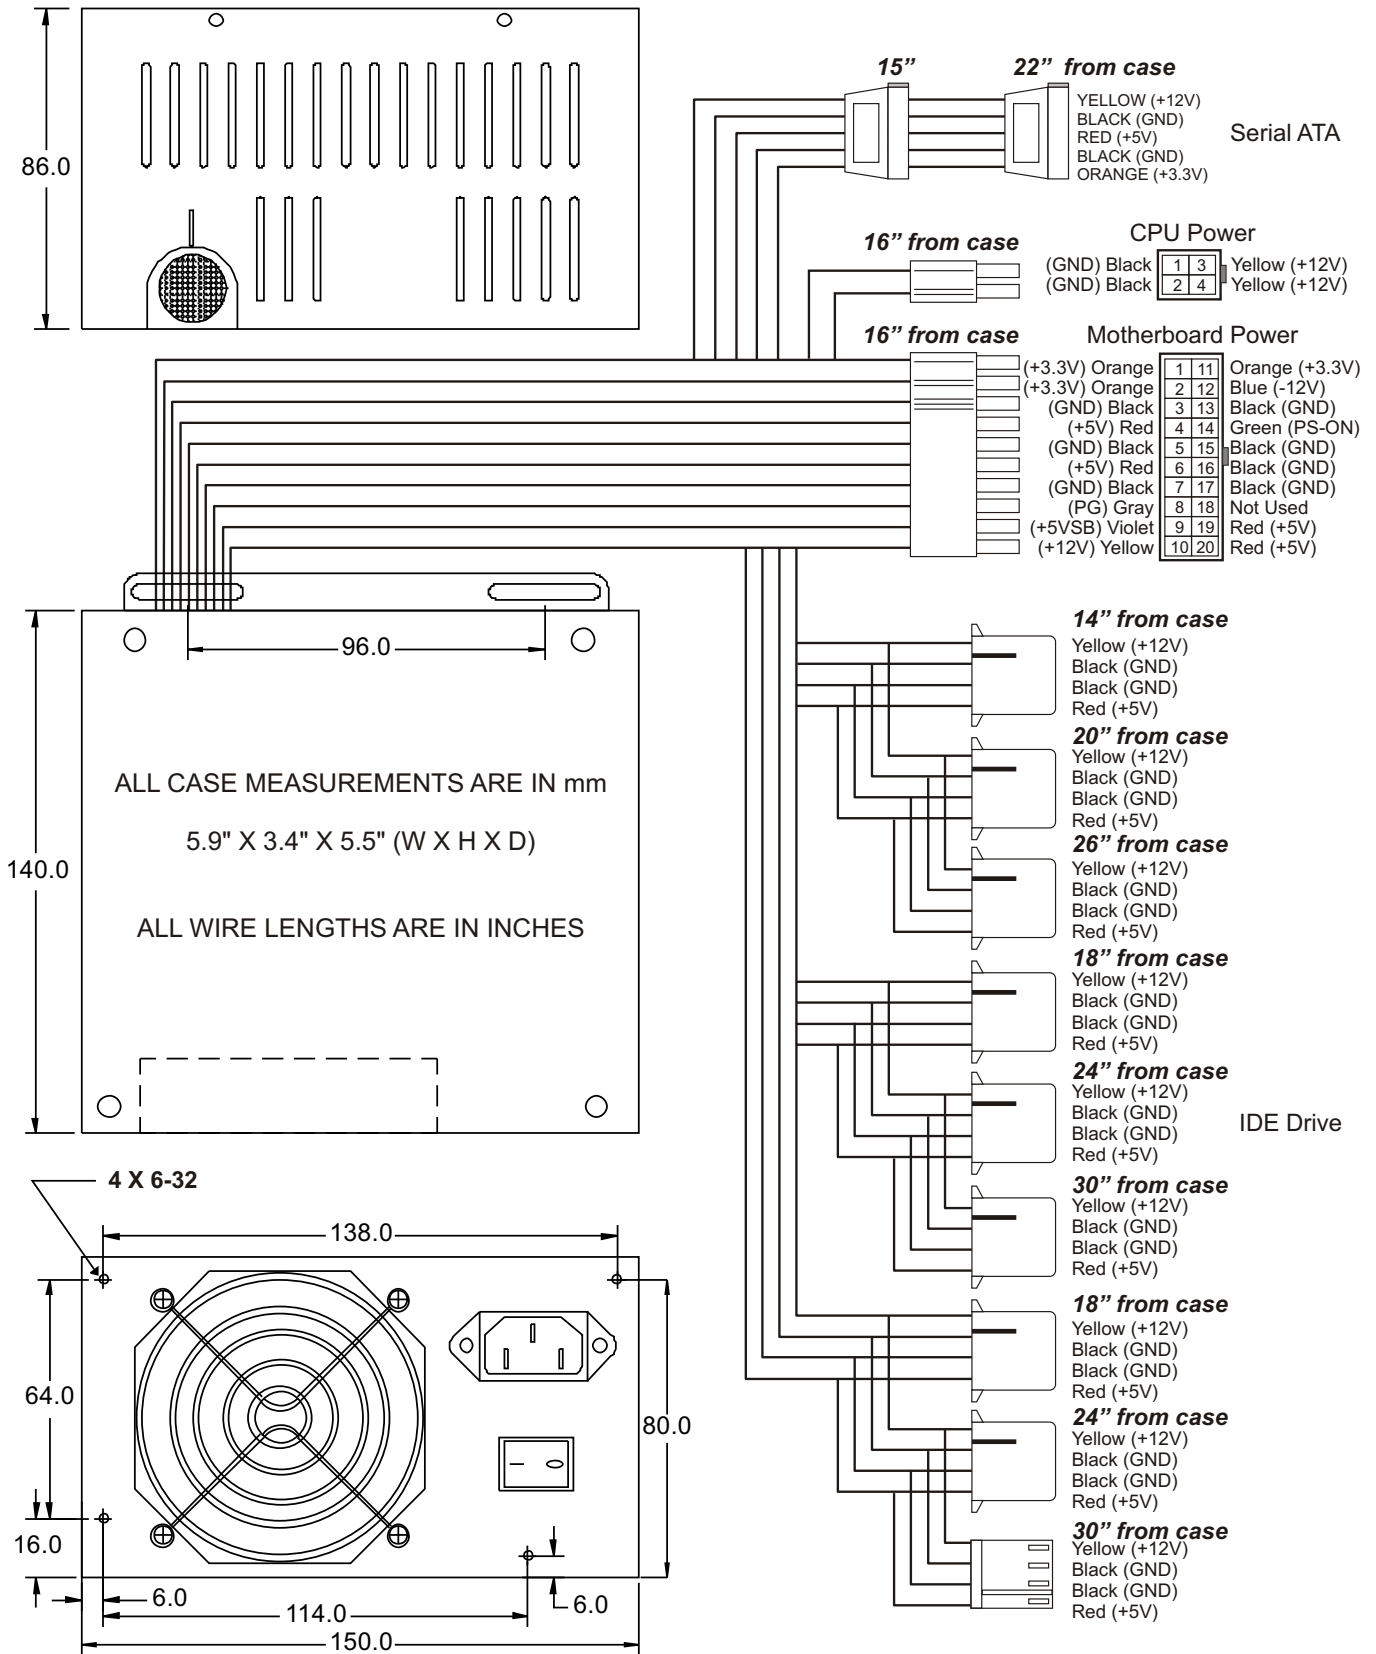 86.0
15” 22” from case
YELLOW (+12V)
BLACK (GND)
RED (+5V)
BLACK (GND)
ORANGE (+3.3V)
Serial ATA
16” from case
CPU Power
(GND) Black 1 3 Yellow (+12V)
(GND) Black 2 4 Yellow (+12V)
16” from case
Motherboard Power
(+3.3V) Orange 1 11 Orange (+3.3V)
(+3.3V) Orange 2 12 Blue (-12V)
(GND) Black 3 13 Black (GND)
(+5V) Red 4 14 Green (PS-ON)
(GND) Black 5 15 Black (GND)
(+5V) Red 6 16 Black (GND)
(GND) Black 7 17 Black (GND)
(PG) Gray 8 18 Not Used
(+5VSB) Violet 9 19 Red (+5V)
(+12V) Yellow 10 20 Red (+5V)
96.0
ALL CASE MEASUREMENTS ARE IN mm
5.9" X 3.4" X 5.5" (W X H X D)
140.0
ALL WIRE LENGTHS ARE IN INCHES
14” from case
Yellow (+12V)
Black (GND)
Black (GND)
Red (+5V)
20” from case
Yellow (+12V)
Black (GND)
Black (GND)
Red (+5V)
26” from case
Yellow (+12V)
Black (GND)
Black (GND)
Red (+5V)
18” from case
Yellow (+12V)
Black (GND)
Black (GND)
Red (+5V)
24” from case
Yellow (+12V)
Black (GND)
Black (GND)
Red (+5V)
IDE Drive
30” from case
Yellow (+12V)
Black (GND)
Black (GND)
Red (+5V)
18” from case
Yellow (+12V)
Black (GND)
Black (GND)
Red (+5V)
24” from case
Yellow (+12V)
Black (GND)
Black (GND)
Red (+5V)
30” from case
Yellow (+12V)
Black (GND)
Black (GND)
Red (+5V)
4 X 6-32
138.0
64.0
80.0
16.0
6.0
114.0
6.0
150.0